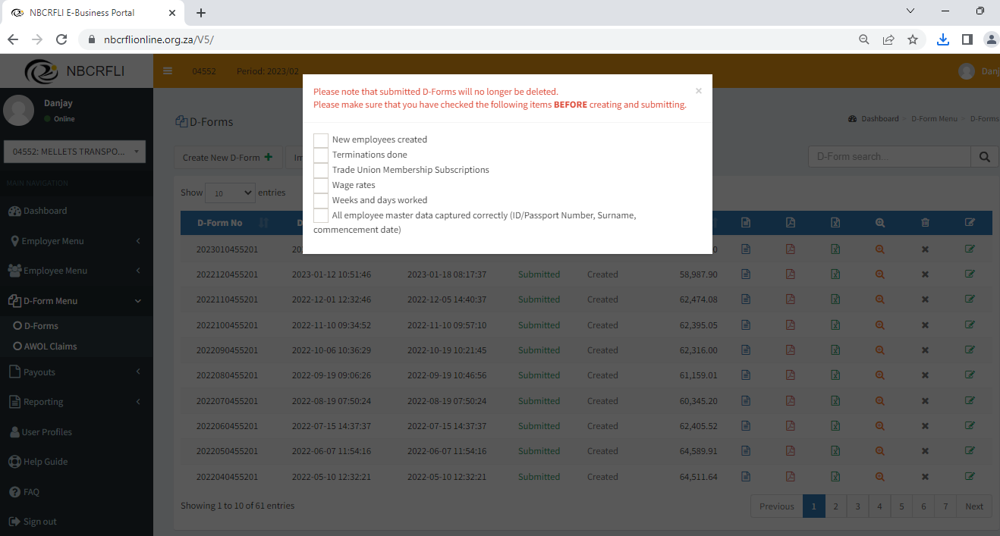 NBCRFLI E-Business Portal
nbcrflionline.org.za/V5/
NBCRFLI
04552 Period: 2023/02
Danjay
Online
04552: MELLETS TRANSPO...
MAIN NAVIGATION
Dashboard
Employer Menu
Employee Menu
D-Form Menu
D-Forms
AWOL Claims
Payouts
Reporting
User Profiles
Help Guide
FAQ
Sign out
D-Forms
Dashboard > D-Form Menu > D-Forms
Create New D-Form
D-Form search...
Show 10 entries
Please note that submitted D-Forms will no longer be deleted.
Please make sure that you have checked the following items BEFORE creating and submitting.
×
New employees created
Terminations done
Trade Union Membership Subscriptions
Wage rates
Weeks and days worked
All employee master data captured correctly (ID/Passport Number, Surname,
commencement date)
D-Form No
2023010455201
2022120455201 2023-01-12 10:51:46 2023-01-18 08:17:37 Submitted Created 58,987.90
2022110455201 2022-12-01 12:32:46 2022-12-05 14:40:37 Submitted Created 62,474.08
2022100455201 2022-11-10 09:34:52 2022-11-10 09:57:10 Submitted Created 62,395.05
2022090455201 2022-10-06 10:36:29 2022-10-19 10:21:45 Submitted Created 62,316.00
2022080455201 2022-09-19 09:06:26 2022-09-19 10:46:56 Submitted Created 61,159.01
2022070455201 2022-08-19 07:50:24 2022-08-19 07:50:24 Submitted Created 60,345.20
2022060455201 2022-07-15 14:37:37 2022-07-15 14:37:37 Submitted Created 62,405.52
2022050455201 2022-06-07 11:54:16 2022-06-07 11:54:16 Submitted Created 64,589.91
2022040455201 2022-05-10 12:32:21 2022-05-10 12:32:21 Submitted Created 64,511.64
Showing 1 to 10 of 61 entries
Previous 1 2 3 4 5 6 7 Next